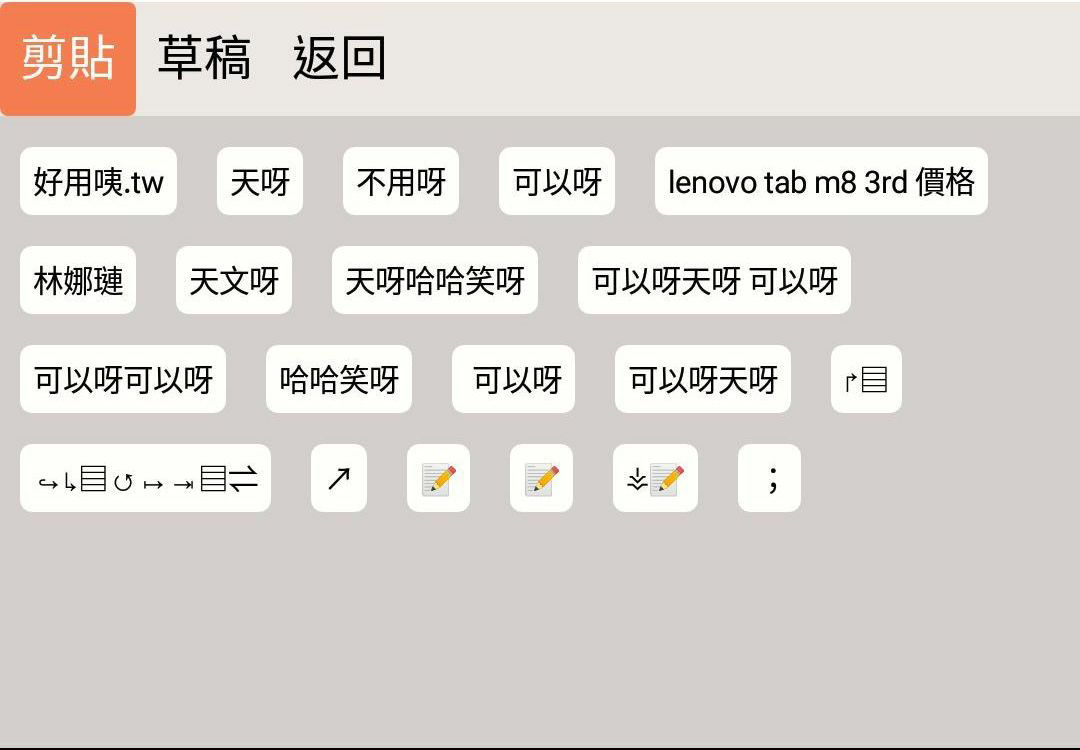 剪貼 草稿 返回
好用咦.tw 天呀 不用呀 可以呀 lenovo tab m8 3rd 價格
林娜璉 天文呀 天呀哈哈笑呀 可以呀天呀 可以呀
可以呀可以呀 哈哈笑呀 可以呀 可以呀天呀 ↱▤
↪↳▤↺ ↦ ⇥ ▤⇌ ↗ 📝 📝 ⚶📝 ；